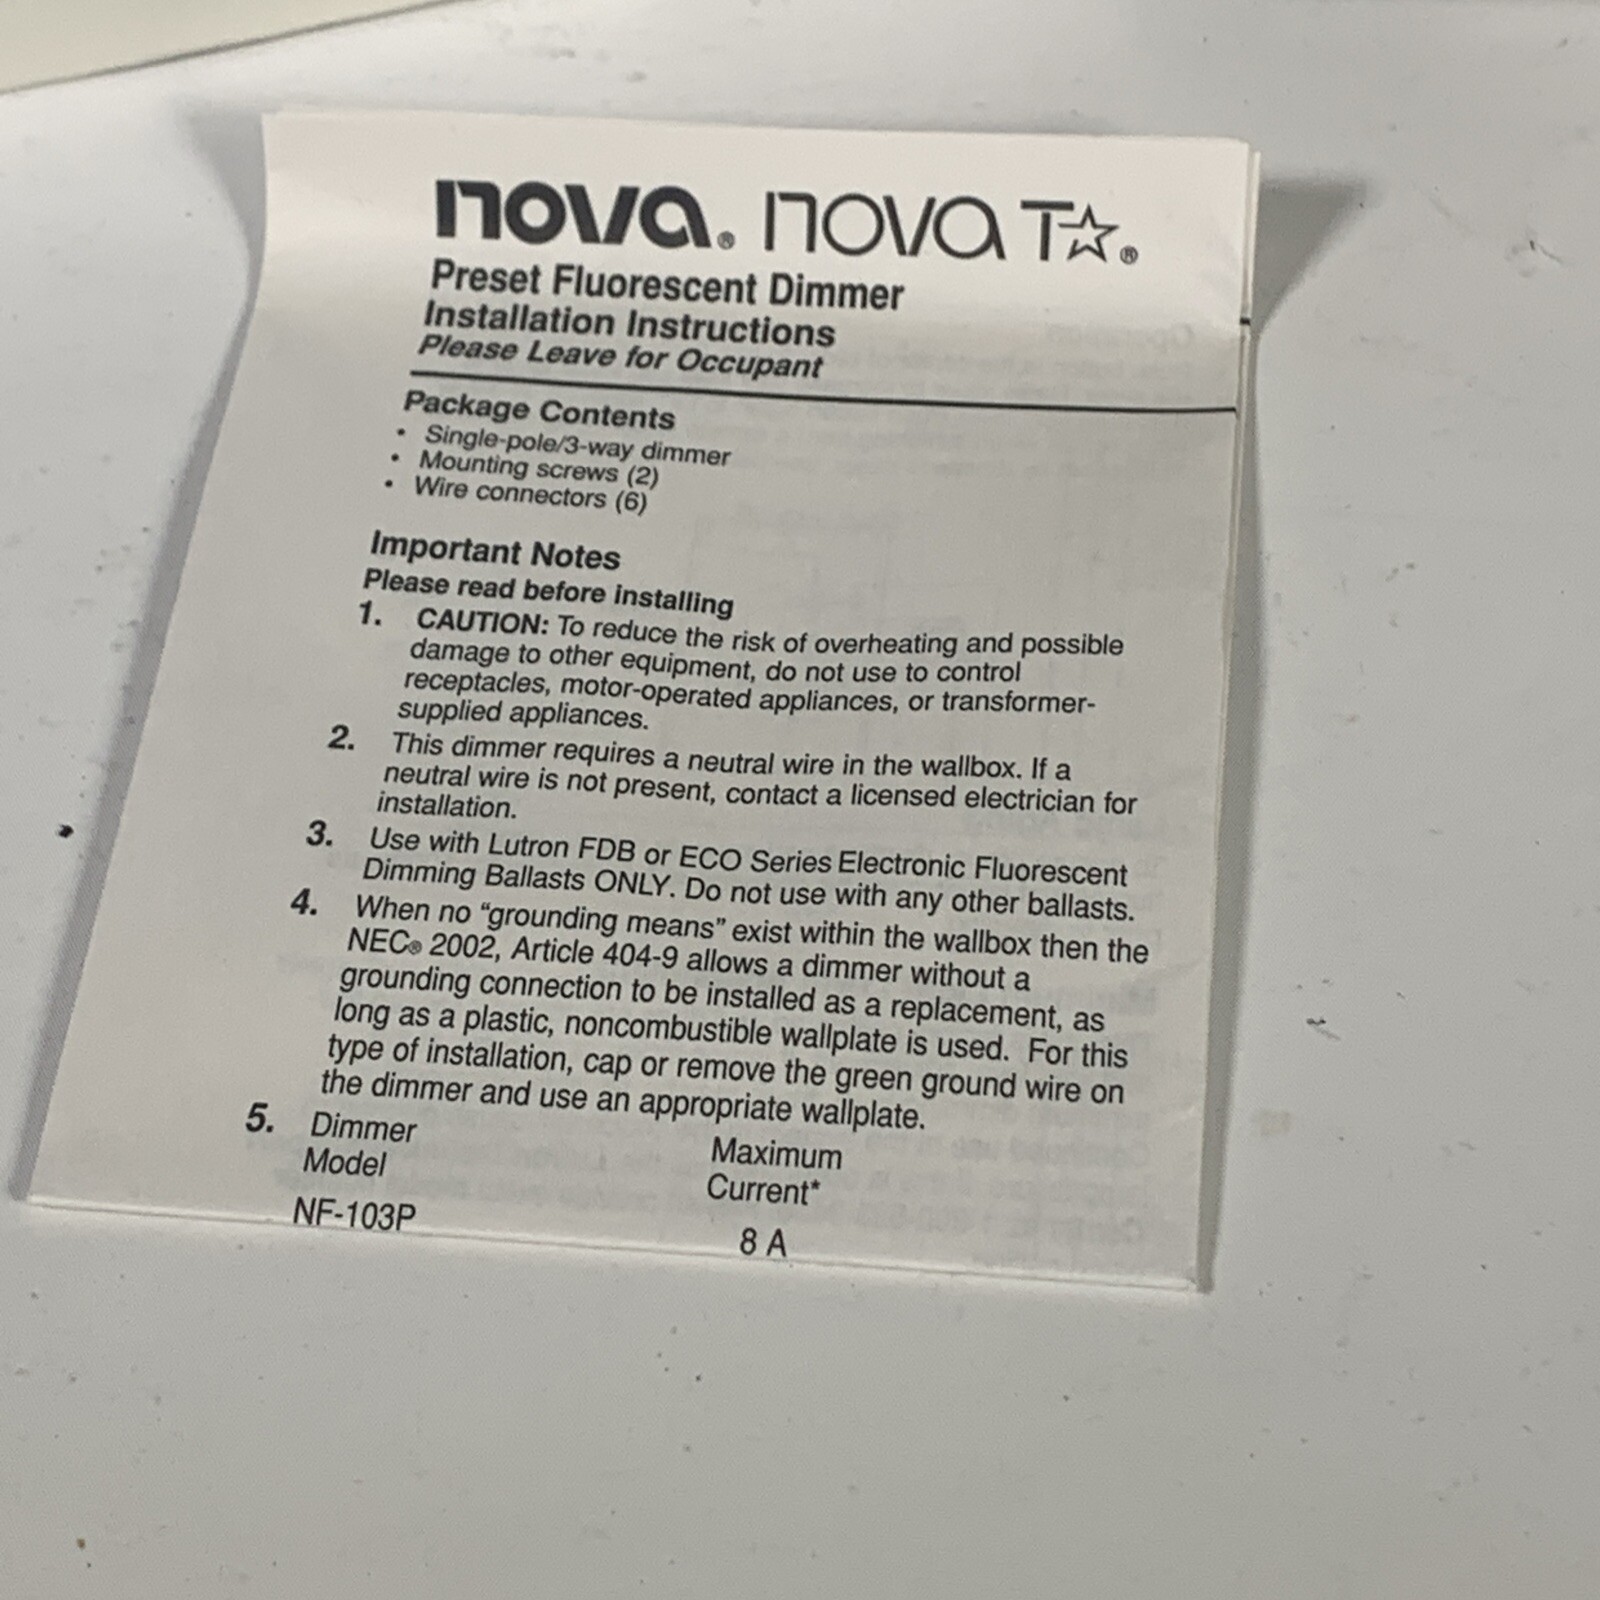 nova® nova T☆®
Preset Fluorescent Dimmer
Installation Instructions
Please Leave for Occupant
Package Contents
• Single-pole/3-way dimmer
• Mounting screws (2)
• Wire connectors (6)
Important Notes
Please read before installing
1. CAUTION: To reduce the risk of overheating and possible
damage to other equipment, do not use to control
receptacles, motor-operated appliances, or transformer-
supplied appliances.
2. This dimmer requires a neutral wire in the wallbox. If a
neutral wire is not present, contact a licensed electrician for
installation.
3. Use with Lutron FDB or ECO Series Electronic Fluorescent
Dimming Ballasts ONLY. Do not use with any other ballasts.
4. When no “grounding means” exist within the wallbox then the
NEC® 2002, Article 404-9 allows a dimmer without a
grounding connection to be installed as a replacement, as
long as a plastic, noncombustible wallplate is used. For this
type of installation, cap or remove the green ground wire on
the dimmer and use an appropriate wallplate.
5. Dimmer Maximum
Model Current*
NF-103P 8 A